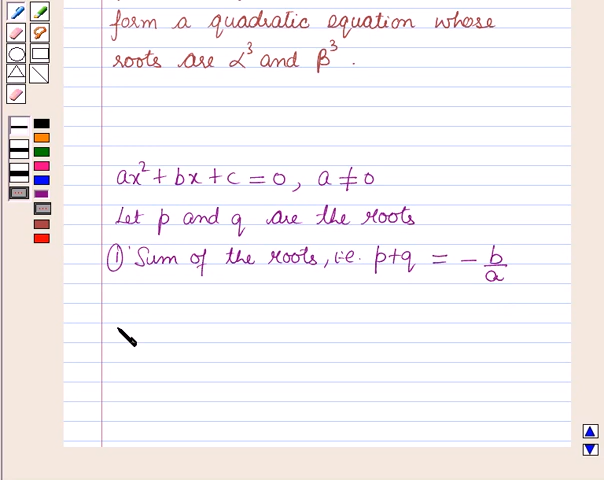 form a quadratic equation whose
roots are α³ and β³.
ax² + bx + c = 0, a ≠ 0
Let p and q are the roots
① Sum of the roots, i.e. p+q = - b/a